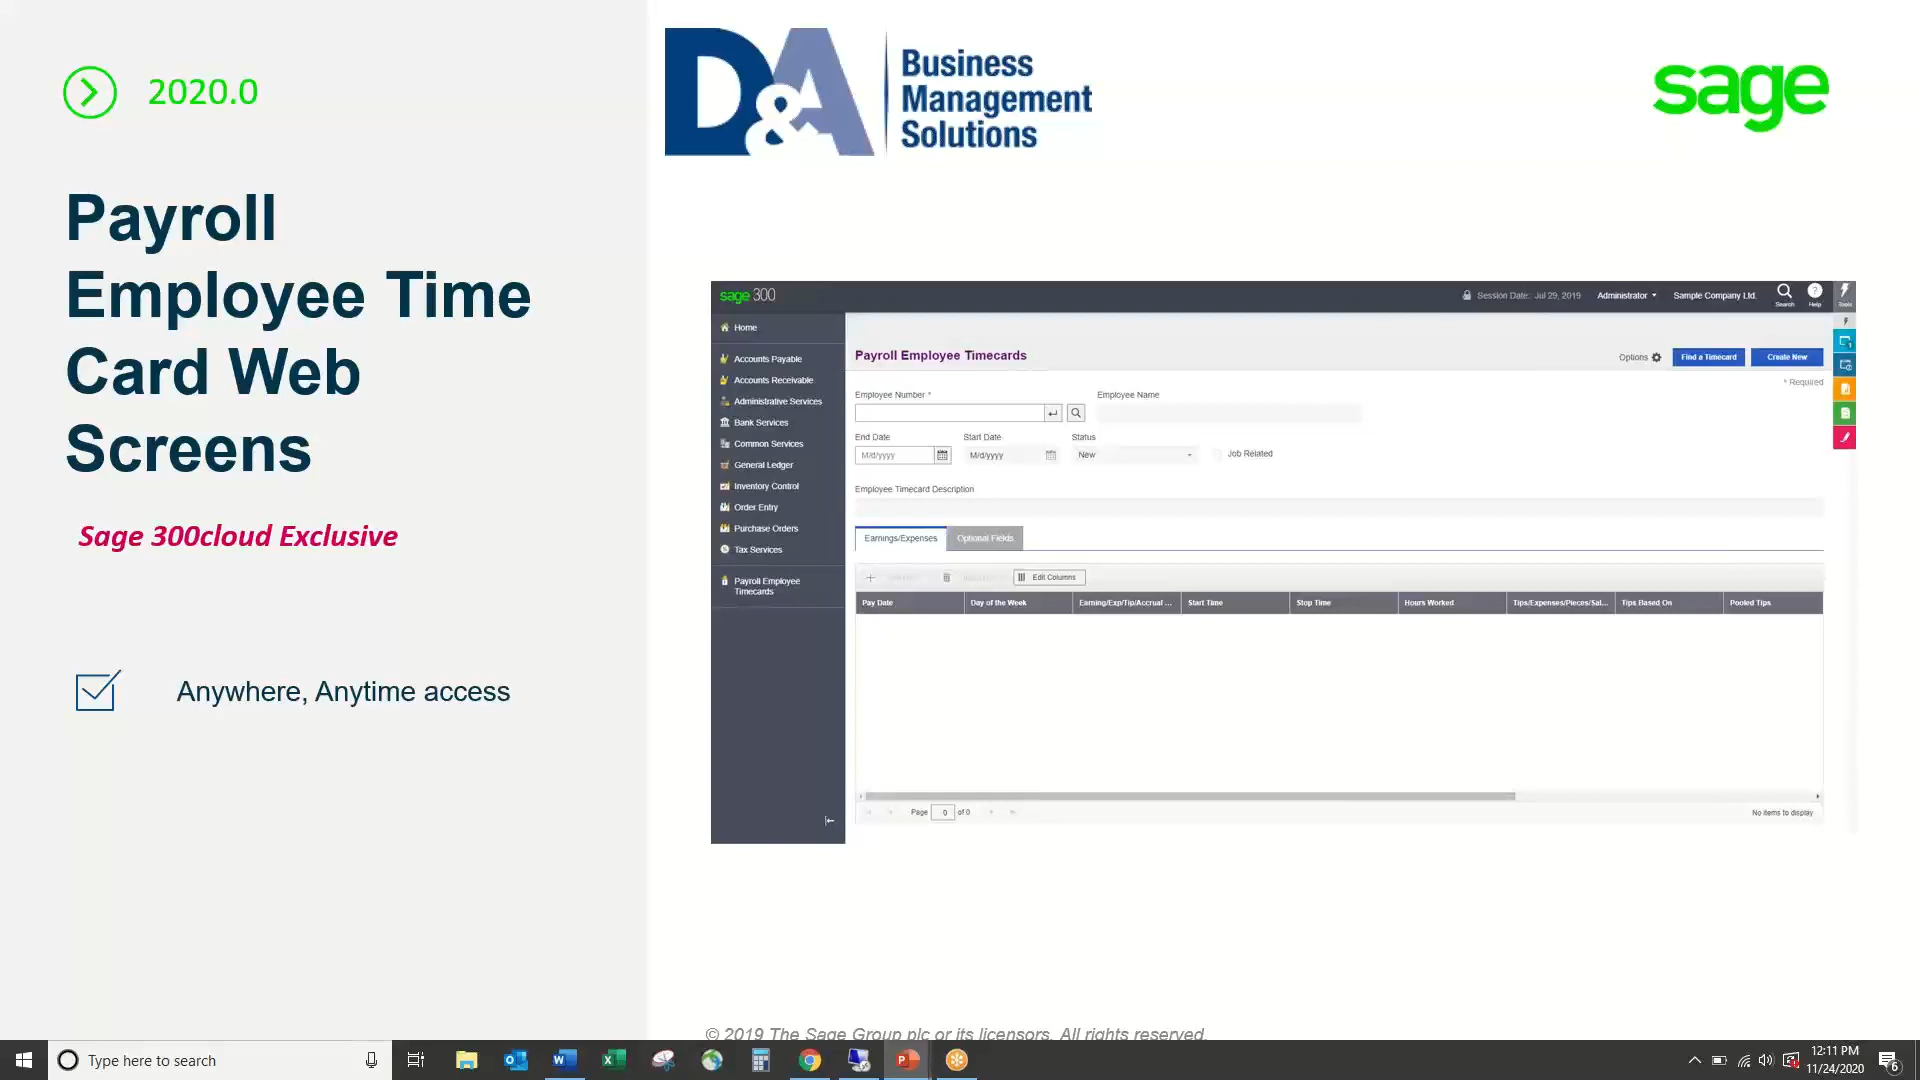 2020.0
Payroll
Employee Time
Card Web
Screens
Sage 300cloud Exclusive
Anywhere, Anytime access
D&A
Business
Management
Solutions
sage
sage 300
Session Date: Jul 29, 2019
Administrator
Sample Company Ltd.
Search
Help
Tools
Home
Accounts Payable
Accounts Receivable
Administrative Services
Bank Services
Common Services
General Ledger
Inventory Control
Order Entry
Purchase Orders
Tax Services
Payroll Employee
Timecards
Payroll Employee Timecards
Options
Find a Timecard
Create New
* Required
Employee Number *
Employee Name
End Date
Start Date
Status
M/d/yyyy
M/d/yyyy
New
Job Related
Employee Timecard Description
Earnings/Expenses
Optional Fields
Edit Columns
Pay Date
Day of the Week
Earning/Exp/Tip/Accrual ...
Start Time
Stop Time
Hours Worked
Tips/Expenses/Pieces/Sal...
Tips Based On
Pooled Tips
Page 0 of 0
No items to display
© 2019 The Sage Group plc or its licensors. All rights reserved.
Type here to search
12:11 PM
11/24/2020
6